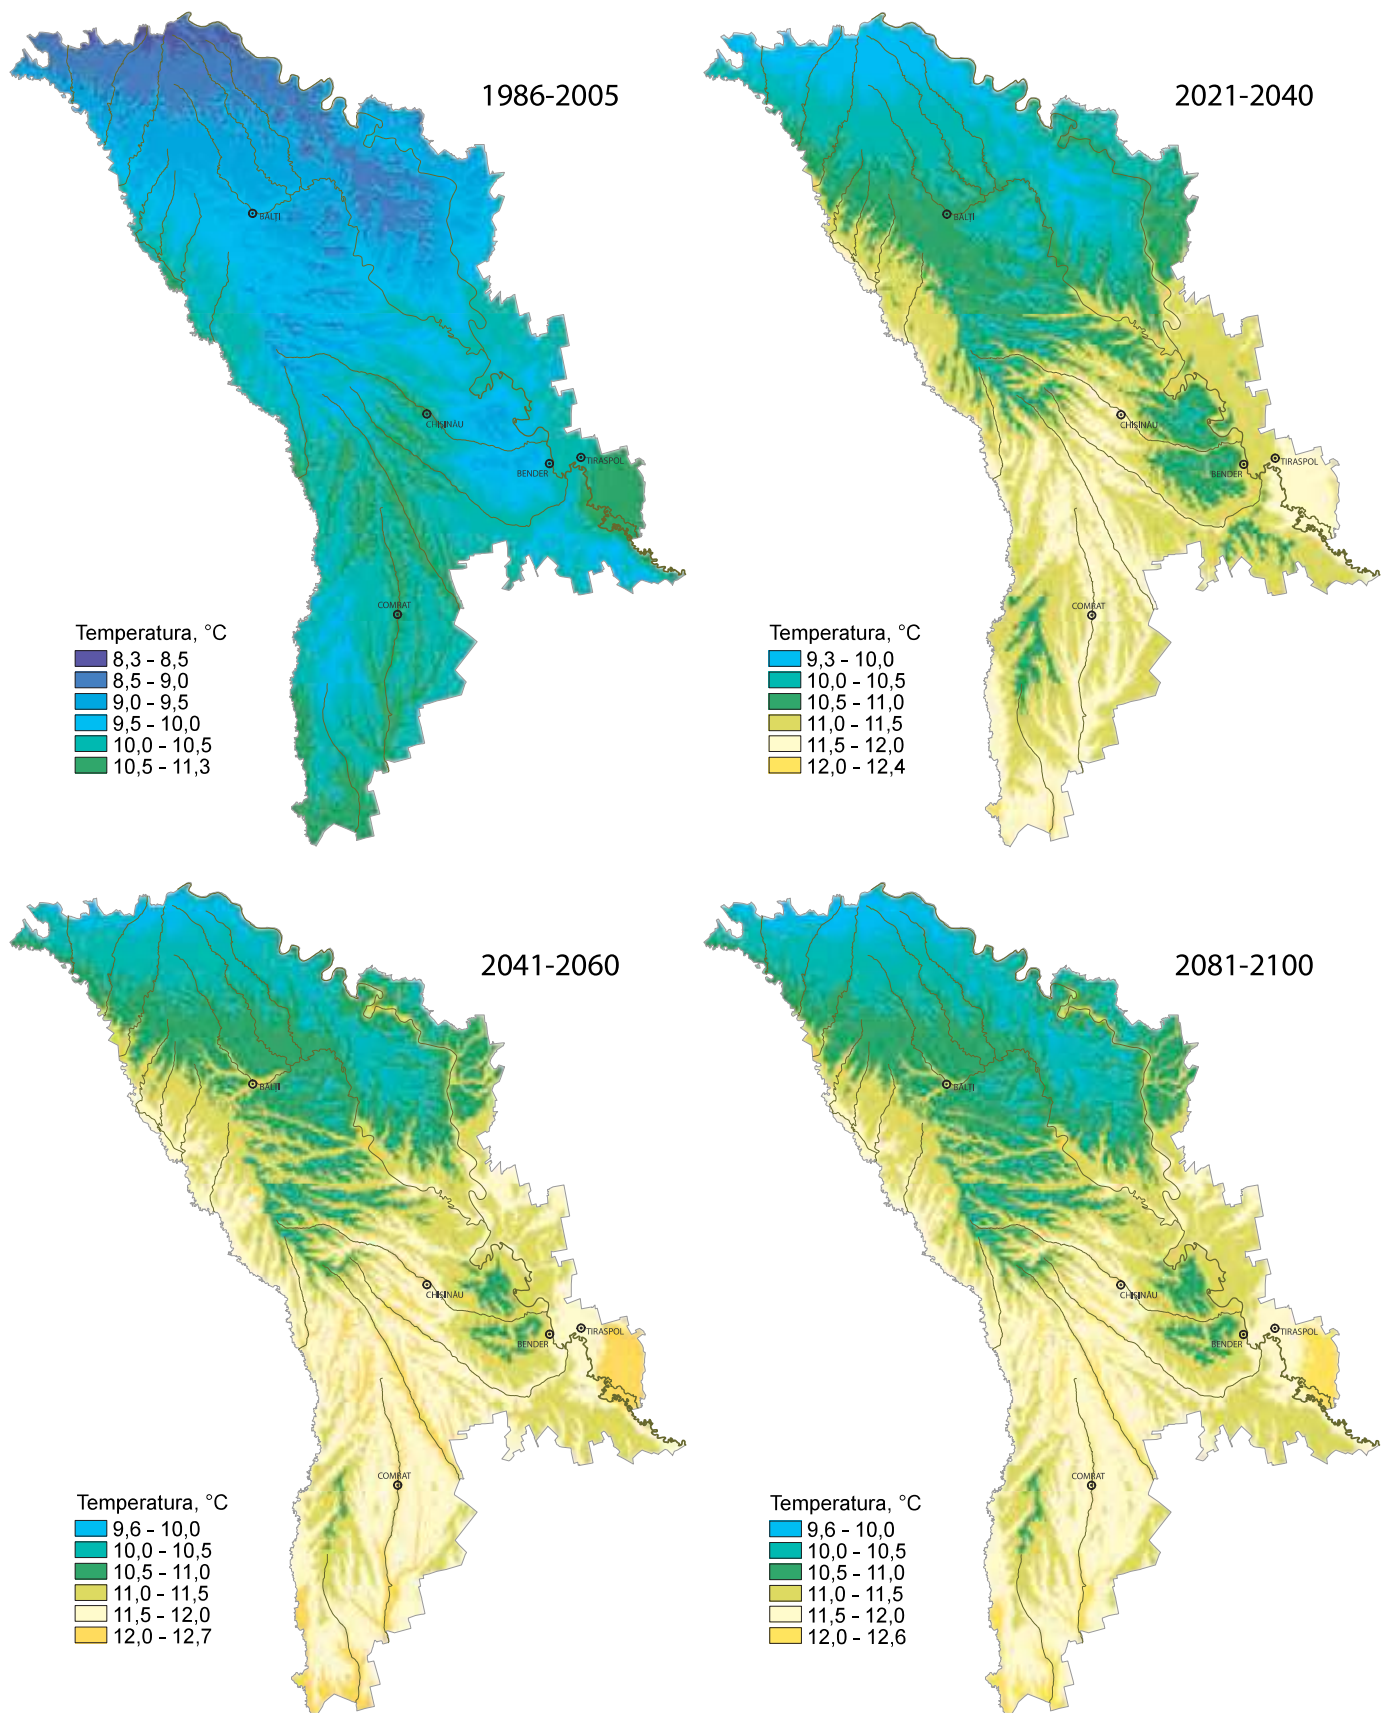 1986-2005
BĂLȚI
CHIȘINĂU
BENDER
TIRASPOL
COMRAT
Temperatura, °C
8,3 – 8,5
8,5 – 9,0
9,0 – 9,5
9,5 – 10,0
10,0 – 10,5
10,5 – 11,3
2021-2040
BĂLȚI
CHIȘINĂU
BENDER
TIRASPOL
COMRAT
Temperatura, °C
9,3 – 10,0
10,0 – 10,5
10,5 – 11,0
11,0 – 11,5
11,5 – 12,0
12,0 – 12,4
2041-2060
BĂLȚI
CHIȘINĂU
BENDER
TIRASPOL
COMRAT
Temperatura, °C
9,6 – 10,0
10,0 – 10,5
10,5 – 11,0
11,0 – 11,5
11,5 – 12,0
12,0 – 12,7
2081-2100
BĂLȚI
CHIȘINĂU
BENDER
TIRASPOL
COMRAT
Temperatura, °C
9,6 – 10,0
10,0 – 10,5
10,5 – 11,0
11,0 – 11,5
11,5 – 12,0
12,0 – 12,6